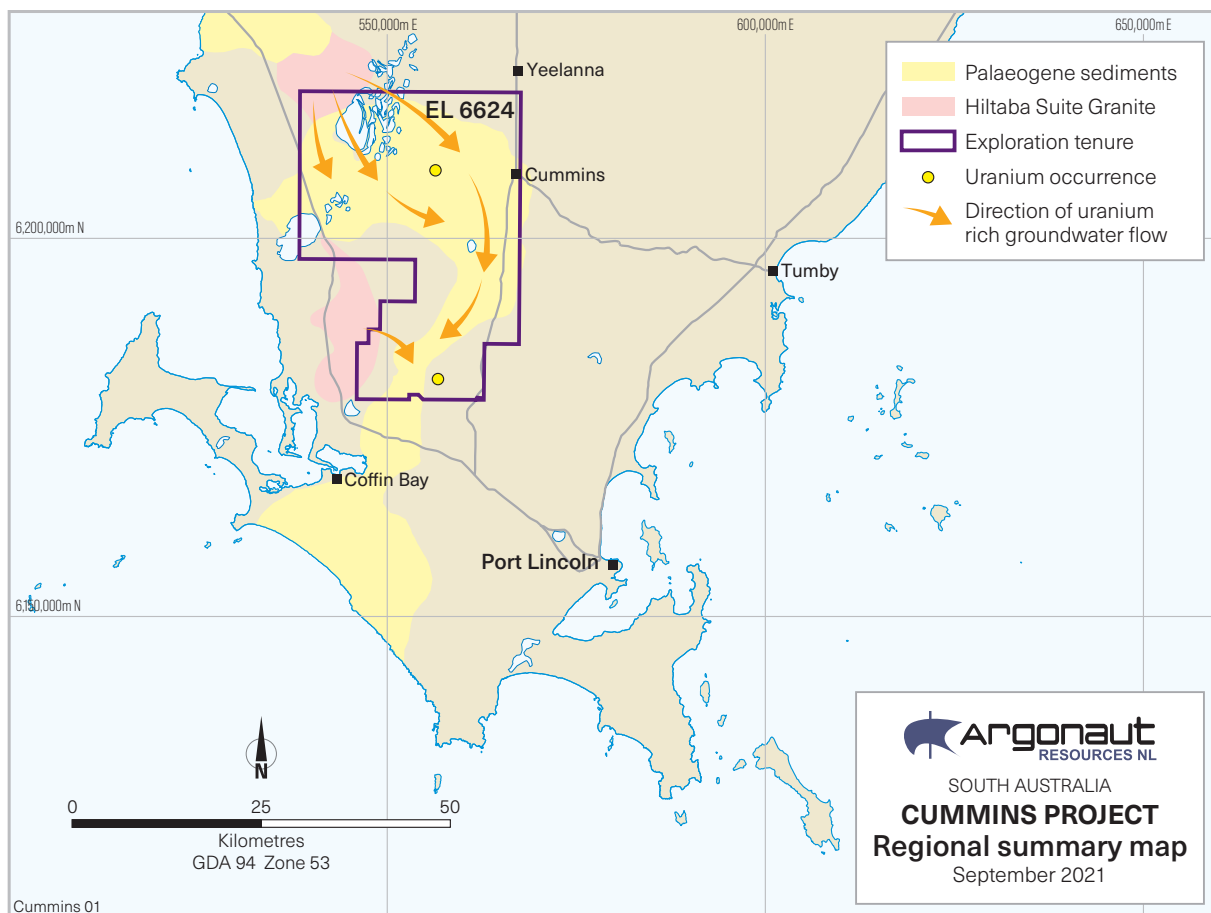 550,000m E
600,000m E
650,000m E
Yeelanna
EL 6624
Cummins
6,200,000m N
Tumby
Coffin Bay
Port Lincoln
6,150,000m N
Palaeogene sediments
Hiltaba Suite Granite
Exploration tenure
Uranium occurrence
Direction of uranium
rich groundwater flow
N
0 25 50
Kilometres
GDA 94 Zone 53
Argonaut
RESOURCES NL
SOUTH AUSTRALIA
CUMMINS PROJECT
Regional summary map
September 2021
Cummins 01